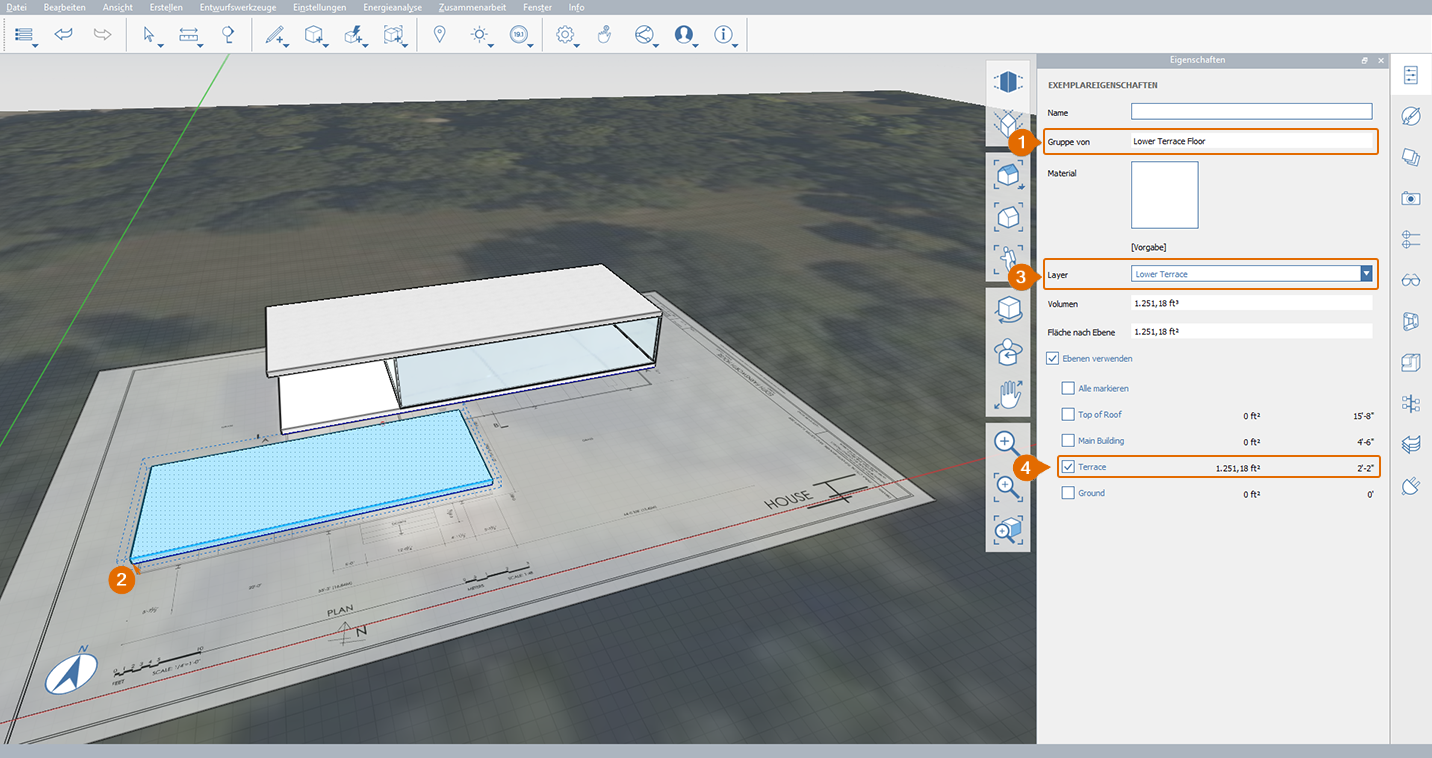 Datei Bearbeiten Ansicht Erstellen Entwurfswerkzeuge Einstellungen Energieanalyse Zusammenarbeit Fenster Info
19.1
Eigenschaften
EXEMPLAREIGENSCHAFTEN
Name
1 Gruppe von Lower Terrace Floor
Material
[Vorgabe]
3 Layer Lower Terrace
Volumen 1.251,18 ft³
Fläche nach Ebene 1.251,18 ft²
Ebenen verwenden
Alle markieren
Top of Roof 0 ft² 15'-8"
Main Building 0 ft² 4'-6"
4 Terrace 1.251,18 ft² 2'-2"
Ground 0 ft² 0'
2
HOUSE
PLAN
N
N
METERS
FEET
SCALE: 1/4"=1'-0"